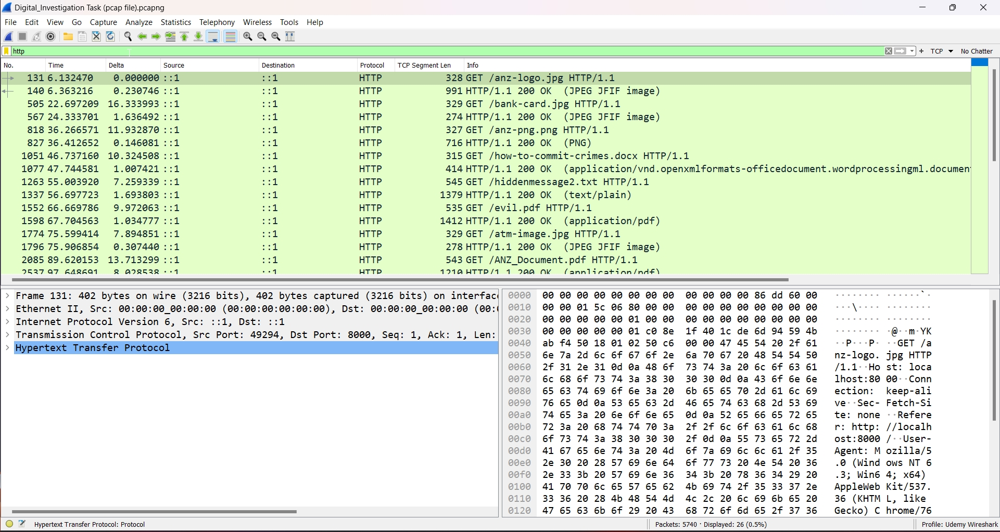 Digital_Investigation Task (pcap file).pcapng
File Edit View Go Capture Analyze Statistics Telephony Wireless Tools Help
http TCP No Chatter
No. Time Delta Source Destination Protocol TCP Segment Len Info
131 6.132470 0.000000 ::1 ::1 HTTP 328 GET /anz-logo.jpg HTTP/1.1
140 6.363216 0.230746 ::1 ::1 HTTP 991 HTTP/1.1 200 OK (JPEG JFIF image)
505 22.697209 16.333993 ::1 ::1 HTTP 329 GET /bank-card.jpg HTTP/1.1
567 24.333701 1.636492 ::1 ::1 HTTP 274 HTTP/1.1 200 OK (JPEG JFIF image)
818 36.266571 11.932870 ::1 ::1 HTTP 327 GET /anz-png.png HTTP/1.1
827 36.412652 0.146081 ::1 ::1 HTTP 716 HTTP/1.1 200 OK (PNG)
1051 46.737160 10.324508 ::1 ::1 HTTP 315 GET /how-to-commit-crimes.docx HTTP/1.1
1077 47.744581 1.007421 ::1 ::1 HTTP 414 HTTP/1.1 200 OK (application/vnd.openxmlformats-officedocument.wordprocessingml.documen
1263 55.003920 7.259339 ::1 ::1 HTTP 545 GET /hiddenmessage2.txt HTTP/1.1
1337 56.697723 1.693803 ::1 ::1 HTTP 1379 HTTP/1.1 200 OK (text/plain)
1552 66.669786 9.972063 ::1 ::1 HTTP 535 GET /evil.pdf HTTP/1.1
1598 67.704563 1.034777 ::1 ::1 HTTP 1412 HTTP/1.1 200 OK (application/pdf)
1774 75.599414 7.894851 ::1 ::1 HTTP 329 GET /atm-image.jpg HTTP/1.1
1796 75.906854 0.307440 ::1 ::1 HTTP 278 HTTP/1.1 200 OK (JPEG JFIF image)
2085 89.620153 13.713299 ::1 ::1 HTTP 543 GET /ANZ_Document.pdf HTTP/1.1
2537 97.648691 8.028538 ::1 ::1 HTTP 1210 HTTP/1.1 200 OK (application/pdf)
Frame 131: 402 bytes on wire (3216 bits), 402 bytes captured (3216 bits) on interfac
Ethernet II, Src: 00:00:00_00:00:00 (00:00:00:00:00:00), Dst: 00:00:00_00:00:00 (00:
Internet Protocol Version 6, Src: ::1, Dst: ::1
Transmission Control Protocol, Src Port: 49294, Dst Port: 8000, Seq: 1, Ack: 1, Len:
Hypertext Transfer Protocol
0000 00 00 00 00 00 00 00 00 00 00 00 00 86 dd 60 00 ········ ······`·
0010 00 00 01 5c 06 80 00 00 00 00 00 00 00 00 00 00 ···\···· ········
0020 00 00 00 00 00 01 00 00 00 00 00 00 00 00 00 00 ········ ········
0030 00 00 00 00 00 01 c0 8e 1f 40 1c de 6d 94 59 4b ········ ·@··m·YK
0040 ab f4 50 18 01 02 50 c6 00 00 47 45 54 20 2f 61 ··P···P· ··GET /a
0050 6e 7a 2d 6c 6f 67 6f 2e 6a 70 67 20 48 54 54 50 nz-logo. jpg HTTP
0060 2f 31 2e 31 0d 0a 48 6f 73 74 3a 20 6c 6f 63 61 /1.1··Ho st: loca
0070 6c 68 6f 73 74 3a 38 30 30 30 0d 0a 43 6f 6e 6e lhost:80 00··Conn
0080 65 63 74 69 6f 6e 3a 20 6b 65 65 70 2d 61 6c 69 ection: keep-ali
0090 76 65 0d 0a 53 65 63 2d 46 65 74 63 68 2d 53 69 ve··Sec- Fetch-Si
00a0 74 65 3a 20 6e 6f 6e 65 0d 0a 52 65 66 65 72 65 te: none ··Refere
00b0 72 3a 20 68 74 74 70 3a 2f 2f 6c 6f 63 61 6c 68 r: http: //localh
00c0 6f 73 74 3a 38 30 30 30 2f 0d 0a 55 73 65 72 2d ost:8000 /··User-
00d0 41 67 65 6e 74 3a 20 4d 6f 7a 69 6c 6c 61 2f 35 Agent: M ozilla/5
00e0 2e 30 20 28 57 69 6e 64 6f 77 73 20 4e 54 20 36 .0 (Wind ows NT 6
00f0 2e 33 3b 20 57 69 6e 36 34 3b 20 78 36 34 29 20 .3; Win6 4; x64)
0100 41 70 70 6c 65 57 65 62 4b 69 74 2f 35 33 37 2e AppleWeb Kit/537.
0110 33 36 20 28 4b 48 54 4d 4c 2c 20 6c 69 6b 65 20 36 (KHTM L, like
0120 47 65 63 6b 6f 29 20 43 68 72 6f 6d 65 2f 37 36 Gecko) C hrome/76
Hypertext Transfer Protocol: Protocol Packets: 5740 · Displayed: 26 (0.5%) Profile: Udemy Wireshark